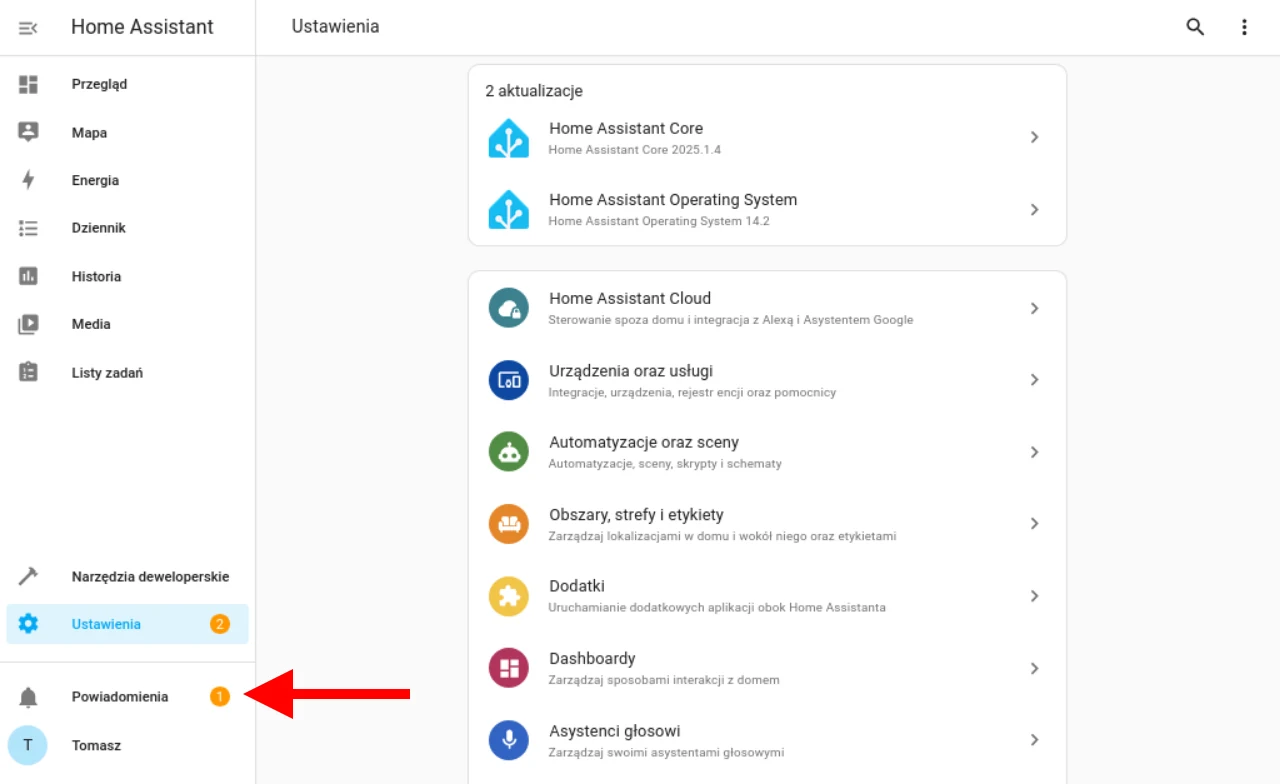 Home Assistant
Przegląd
Mapa
Energia
Dziennik
Historia
Media
Listy zadań
Narzędzia deweloperskie
Ustawienia 2
Powiadomienia 1
T Tomasz
Ustawienia
2 aktualizacje
Home Assistant Core
Home Assistant Core 2025.1.4
Home Assistant Operating System
Home Assistant Operating System 14.2
Home Assistant Cloud
Sterowanie spoza domu i integracja z Alexą i Asystentem Google
Urządzenia oraz usługi
Integracje, urządzenia, rejestr encji oraz pomocnicy
Automatyzacje oraz sceny
Automatyzacje, sceny, skrypty i schematy
Obszary, strefy i etykiety
Zarządzaj lokalizacjami w domu i wokół niego oraz etykietami
Dodatki
Uruchamianie dodatkowych aplikacji obok Home Assistanta
Dashboardy
Zarządzaj sposobami interakcji z domem
Asystenci głosowi
Zarządzaj swoimi asystentami głosowymi